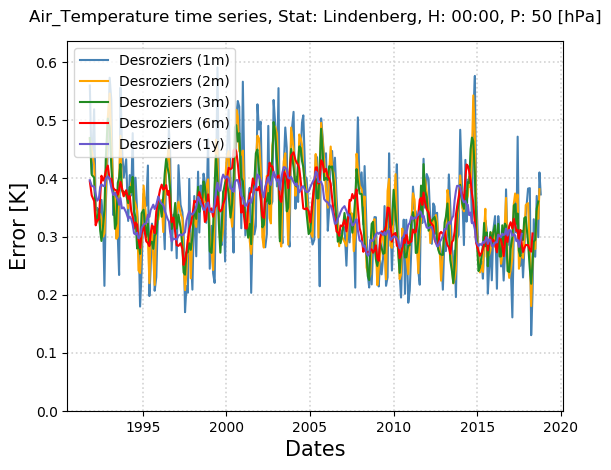 Air_Temperature time series, Stat: Lindenberg, H: 00:00, P: 50 [hPa]
Desroziers (1m)
Desroziers (2m)
Desroziers (3m)
Desroziers (6m)
Desroziers (1y)
Error [K]
0.6
0.5
0.4
0.3
0.2
0.1
0.0
1995 2000 2005 2010 2015 2020
Dates